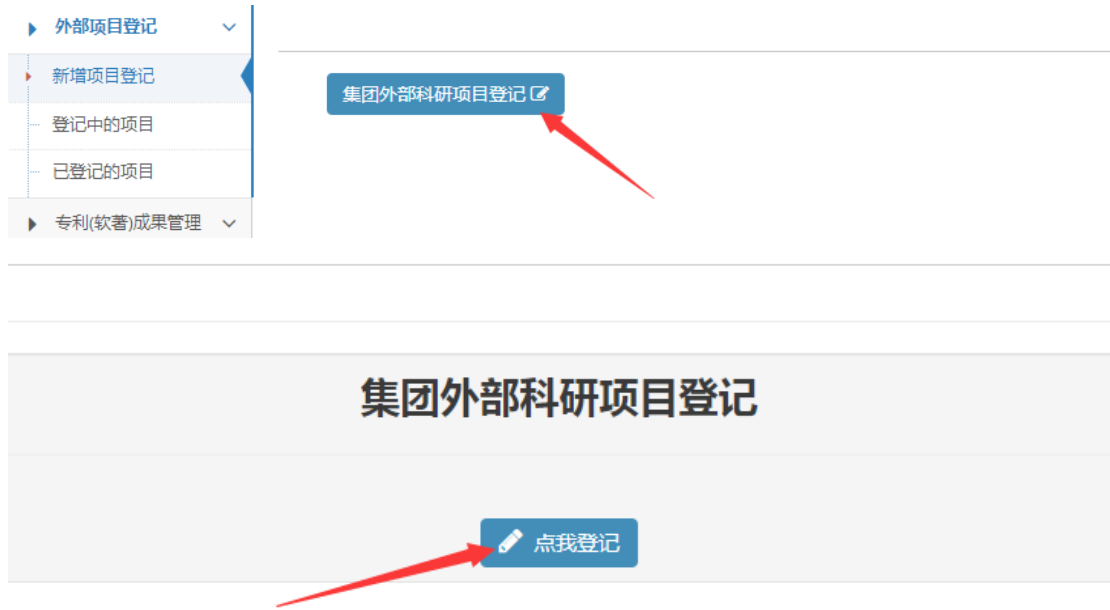 外部项目登记
新增项目登记
集团外部科研项目登记
登记中的项目
已登记的项目
专利(软著)成果管理
集团外部科研项目登记
点我登记